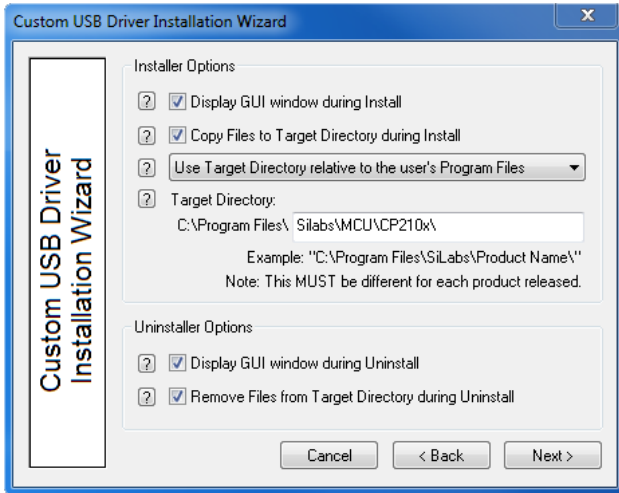 Custom USB Driver Installation Wizard
x
Custom USB Driver
Installation Wizard
Installer Options
? Display GUI window during Install
? Copy Files to Target Directory during Install
? Use Target Directory relative to the user's Program Files
? Target Directory:
C:\Program Files\ Silabs\MCU\CP210x\
Example: "C:\Program Files\SiLabs\Product Name\"
Note: This MUST be different for each product released.
Uninstaller Options
? Display GUI window during Uninstall
? Remove Files from Target Directory during Uninstall
Cancel < Back Next >